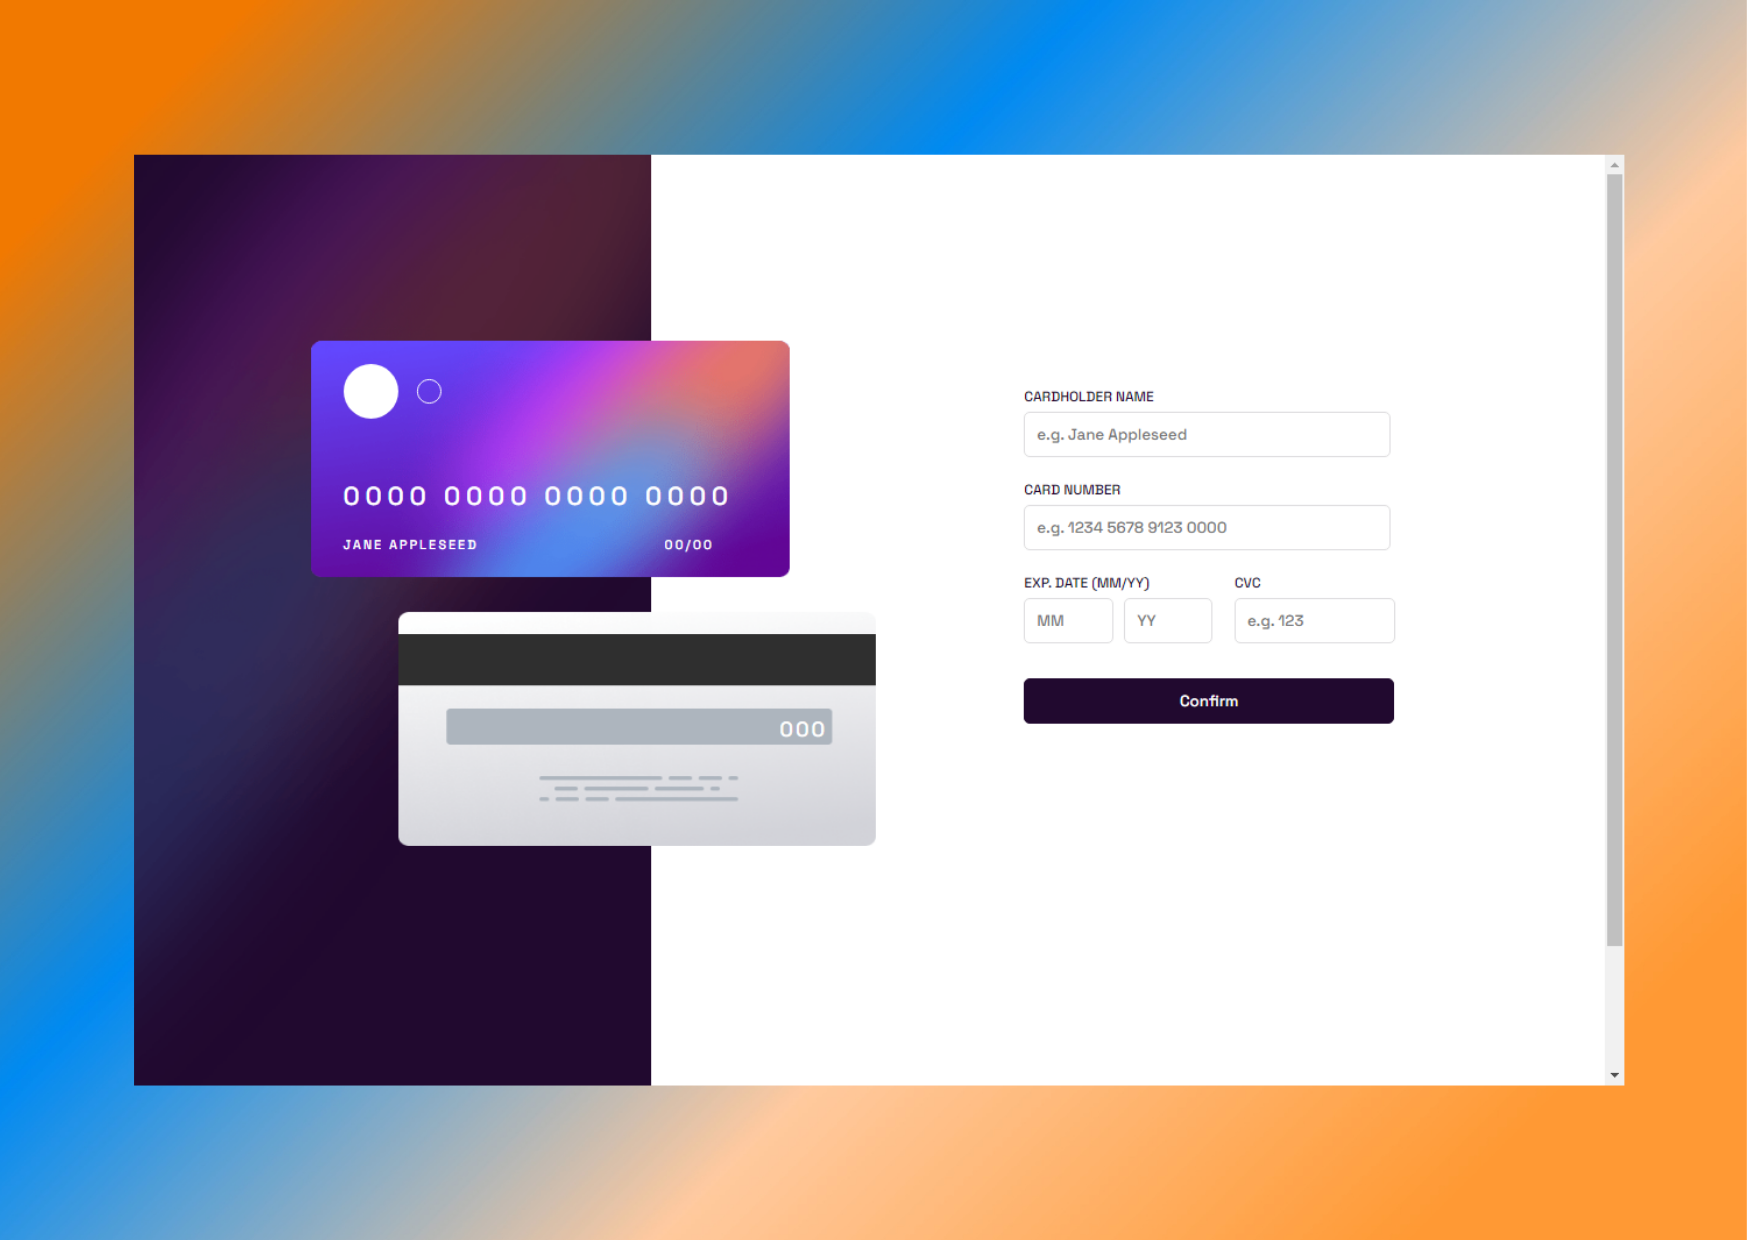 0000 0000 0000 0000
JANE APPLESEED 00/00
000
CARDHOLDER NAME
e.g. Jane Appleseed
CARD NUMBER
e.g. 1234 5678 9123 0000
EXP. DATE (MM/YY) CVC
MM YY e.g. 123
Confirm